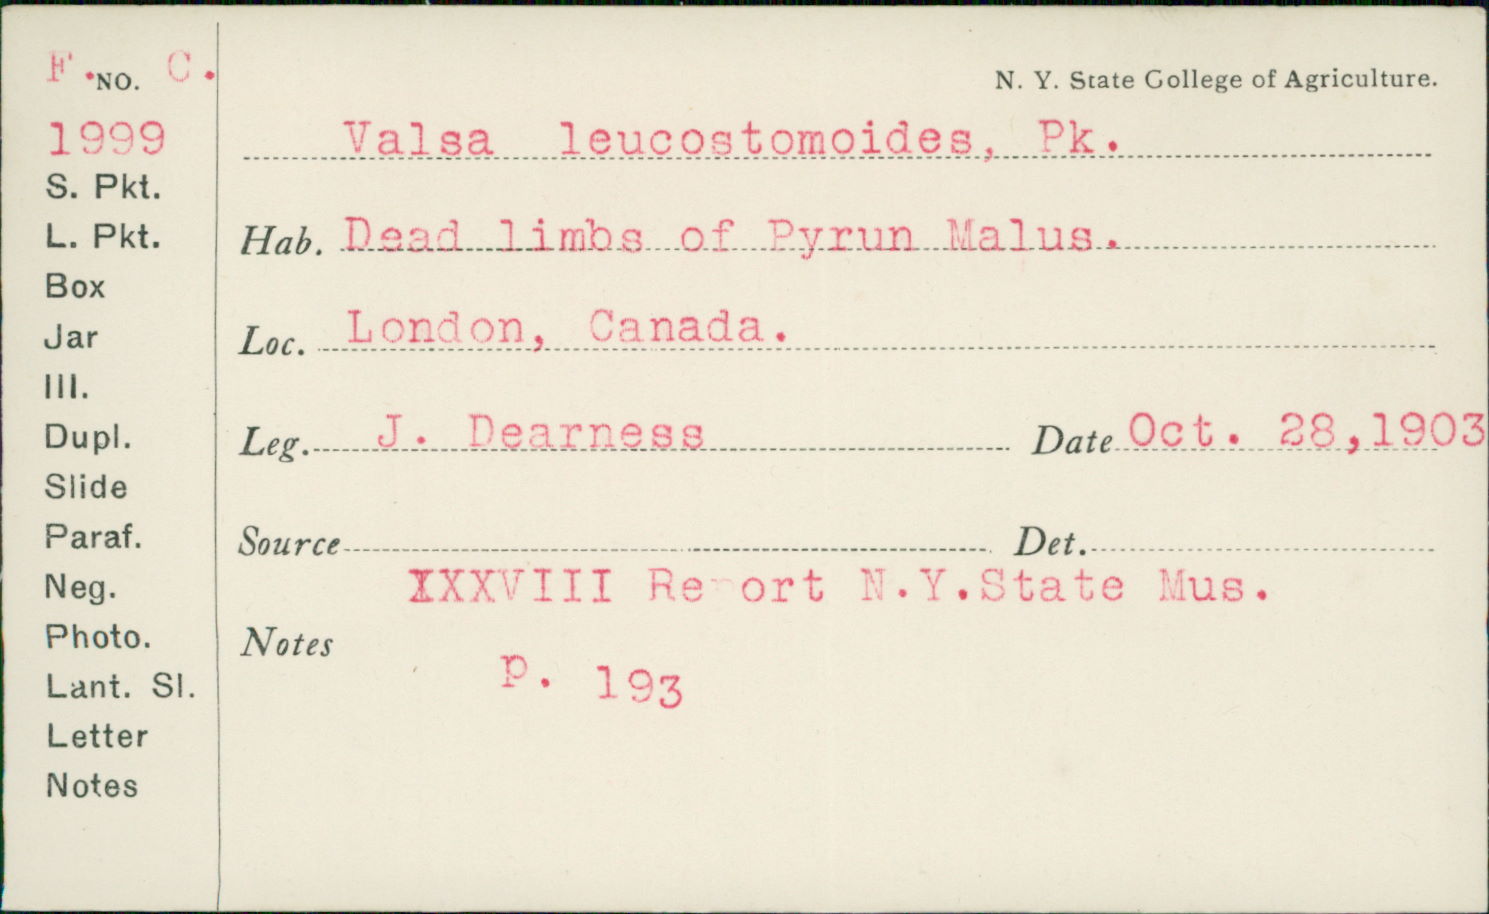 F. NO. C.
N. Y. State College of Agriculture.
1999
Valsa leucostomoides, Pk.
S. Pkt.
L. Pkt.
Hab. Dead limbs of Pyrun Malus.
Box
Jar
Loc. London, Canada.
Ill.
Dupl.
Leg. J. Dearness Date Oct. 28,1903
Slide
Paraf.
Source Det.
Neg.
XXXVIII Re ort N.Y.State Mus.
Photo.
Notes
p. 193
Lant. Sl.
Letter
Notes